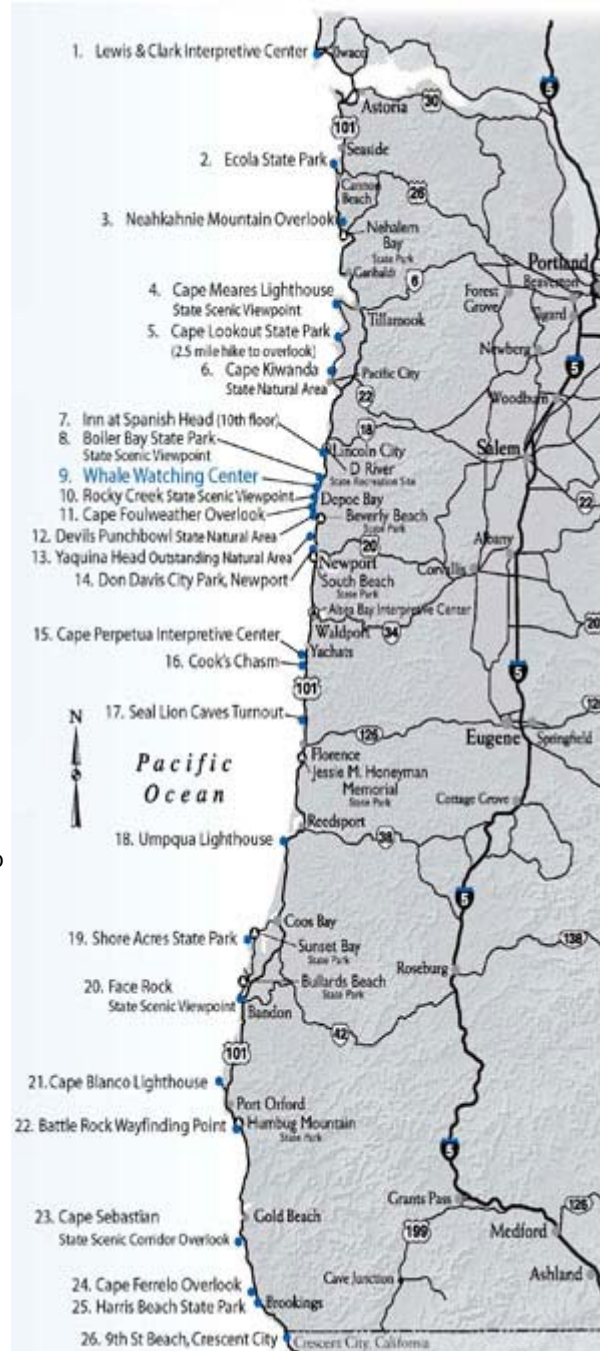 1. Lewis & Clark Interpretive Center
Ilwaco
Astoria
30
5
101
Seaside
2. Ecola State Park
Cannon
Beach
26
3. Neahkahnie Mountain Overlook
Nehalem
Bay
State Park
Portland
Garibaldi
6
Beaverton
4. Cape Meares Lighthouse
State Scenic Viewpoint
Forest
Grove
Tigard
Tillamook
5. Cape Lookout State Park
(2.5 mile hike to overlook)
Newberg
5
6. Cape Kiwanda
State Natural Area
Pacific City
22
Woodburn
7. Inn at Spanish Head (10th floor)
18
8. Boiler Bay State Park
State Scenic Viewpoint
Lincoln City
Salem
D River
State Recreation Site
9. Whale Watching Center
10. Rocky Creek State Scenic Viewpoint
Depoe Bay
22
11. Cape Foulweather Overlook
Beverly Beach
State Park
12. Devils Punchbowl State Natural Area
20
Albany
13. Yaquina Head Outstanding Natural Area
Newport
Corvallis
14. Don Davis City Park, Newport
South Beach
State Park
Alsea Bay Interpretive Center
20
Waldport
34
15. Cape Perpetua Interpretive Center
Yachats
16. Cook's Chasm
5
101
17. Seal Lion Caves Turnout
N
126
Eugene
Springfield
Pacific
Ocean
Florence
Jessie M. Honeyman
Memorial
State Park
Cottage Grove
Reedsport
18. Umpqua Lighthouse
38
5
Coos Bay
19. Shore Acres State Park
Sunset Bay
State Park
138
20. Face Rock
State Scenic Viewpoint
Bullards Beach
State Park
Roseburg
Bandon
42
101
21. Cape Blanco Lighthouse
Port Orford
22. Battle Rock Wayfinding Point
Humbug Mountain
State Park
5
Grants Pass
126
23. Cape Sebastian
State Scenic Corridor Overlook
Gold Beach
199
Medford
24. Cape Ferrelo Overlook
Cave Junction
Ashland
25. Harris Beach State Park
Brookings
26. 9th St Beach, Crescent City
Crescent City, California